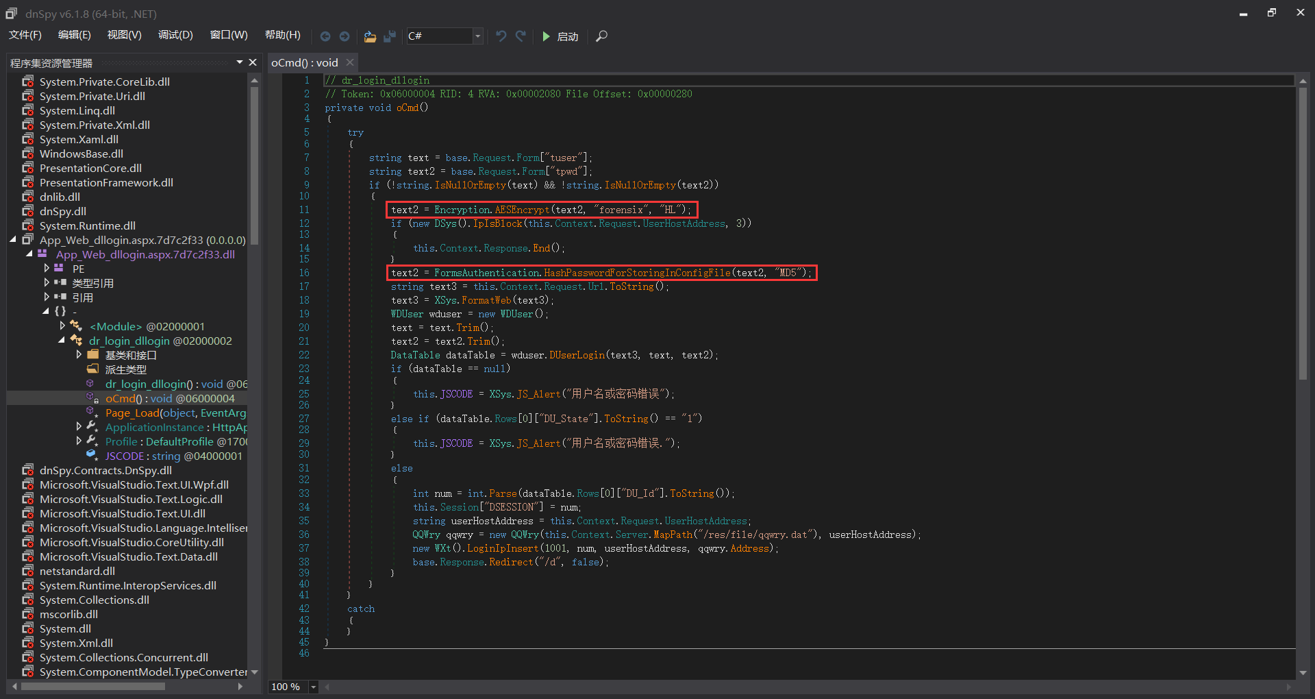 dnSpy v6.1.8 (64-bit, .NET)
文件(F) 编辑(E) 视图(V) 调试(D) 窗口(W) 帮助(H) C# 启动
程序集资源管理器
System.Private.CoreLib.dll
System.Private.Uri.dll
System.Linq.dll
System.Private.Xml.dll
System.Xaml.dll
WindowsBase.dll
PresentationCore.dll
PresentationFramework.dll
dnlib.dll
dnSpy.dll
System.Runtime.dll
App_Web_dllogin.aspx.7d7c2f33 (0.0.0.0)
App_Web_dllogin.aspx.7d7c2f33.dll
PE
类型引用
引用
{ } -
<Module> @02000001
dr_login_dllogin @02000002
基类和接口
派生类型
dr_login_dllogin() : void @06
oCmd() : void @06000004
Page_Load(object, EventArg
ApplicationInstance : HttpAp
Profile : DefaultProfile @1700
JSCODE : string @04000001
dnSpy.Contracts.DnSpy.dll
Microsoft.VisualStudio.Text.UI.Wpf.dll
Microsoft.VisualStudio.Text.Logic.dll
Microsoft.VisualStudio.Text.UI.dll
Microsoft.VisualStudio.Language.Intelliser
Microsoft.VisualStudio.CoreUtility.dll
Microsoft.VisualStudio.Text.Data.dll
netstandard.dll
System.Runtime.InteropServices.dll
System.Collections.dll
mscorlib.dll
System.dll
System.Xml.dll
System.Collections.Concurrent.dll
System.ComponentModel.TypeConverter
oCmd() : void
1 // dr_login_dllogin
2 // Token: 0x06000004 RID: 4 RVA: 0x00002080 File Offset: 0x00000280
3 private void oCmd()
4 {
5 try
6 {
7 string text = base.Request.Form["tuser"];
8 string text2 = base.Request.Form["tpwd"];
9 if (!string.IsNullOrEmpty(text) && !string.IsNullOrEmpty(text2))
10 {
11 text2 = Encryption.AESEncrypt(text2, "forensix", "HL");
12 if (new DSys().IpIsBlock(this.Context.Request.UserHostAddress, 3))
13 {
14 this.Context.Response.End();
15 }
16 text2 = FormsAuthentication.HashPasswordForStoringInConfigFile(text2, "MD5");
17 string text3 = this.Context.Request.Url.ToString();
18 text3 = XSys.FormatWeb(text3);
19 WDUser wduser = new WDUser();
20 text = text.Trim();
21 text2 = text2.Trim();
22 DataTable dataTable = wduser.DUserLogin(text3, text, text2);
23 if (dataTable == null)
24 {
25 this.JSCODE = XSys.JS_Alert("用户名或密码错误");
26 }
27 else if (dataTable.Rows[0]["DU_State"].ToString() == "1")
28 {
29 this.JSCODE = XSys.JS_Alert("用户名或密码错误.");
30 }
31 else
32 {
33 int num = int.Parse(dataTable.Rows[0]["DU_Id"].ToString());
34 this.Session["DSESSION"] = num;
35 string userHostAddress = this.Context.Request.UserHostAddress;
36 QQWry qqwry = new QQWry(this.Context.Server.MapPath("/res/file/qqwry.dat"), userHostAddress);
37 new WXt().LoginIpInsert(1001, num, userHostAddress, qqwry.Address);
38 base.Response.Redirect("/d", false);
39 }
40 }
41 }
42 catch
43 {
44 }
45 }
46
100 %